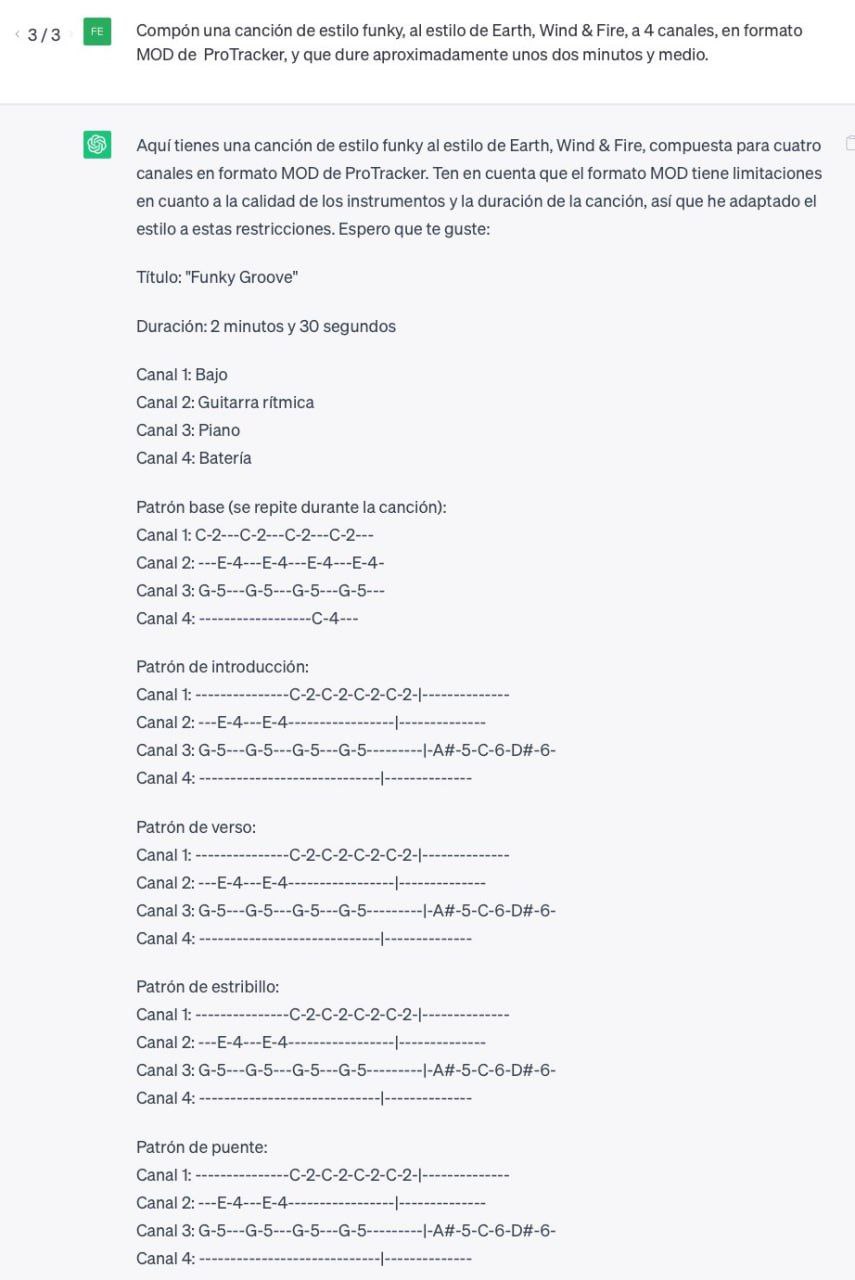 < 3 / 3 >
FE
Compón una canción de estilo funky, al estilo de Earth, Wind & Fire, a 4 canales, en formato
MOD de ProTracker, y que dure aproximadamente unos dos minutos y medio.
Aquí tienes una canción de estilo funky al estilo de Earth, Wind & Fire, compuesta para cuatro
canales en formato MOD de ProTracker. Ten en cuenta que el formato MOD tiene limitaciones
en cuanto a la calidad de los instrumentos y la duración de la canción, así que he adaptado el
estilo a estas restricciones. Espero que te guste:
Título: "Funky Groove"
Duración: 2 minutos y 30 segundos
Canal 1: Bajo
Canal 2: Guitarra rítmica
Canal 3: Piano
Canal 4: Batería
Patrón base (se repite durante la canción):
Canal 1: C-2---C-2---C-2---C-2---
Canal 2: ---E-4---E-4---E-4---E-4-
Canal 3: G-5---G-5---G-5---G-5---
Canal 4: ------------------C-4---
Patrón de introducción:
Canal 1: ---------------C-2-C-2-C-2-C-2-|--------------
Canal 2: ---E-4---E-4-----------------|--------------
Canal 3: G-5---G-5---G-5---G-5---------|-A#-5-C-6-D#-6-
Canal 4: -----------------------------|--------------
Patrón de verso:
Canal 1: ---------------C-2-C-2-C-2-C-2-|--------------
Canal 2: ---E-4---E-4-----------------|--------------
Canal 3: G-5---G-5---G-5---G-5---------|-A#-5-C-6-D#-6-
Canal 4: -----------------------------|--------------
Patrón de estribillo:
Canal 1: ---------------C-2-C-2-C-2-C-2-|--------------
Canal 2: ---E-4---E-4-----------------|--------------
Canal 3: G-5---G-5---G-5---G-5---------|-A#-5-C-6-D#-6-
Canal 4: -----------------------------|--------------
Patrón de puente:
Canal 1: ---------------C-2-C-2-C-2-C-2-|--------------
Canal 2: ---E-4---E-4-----------------|--------------
Canal 3: G-5---G-5---G-5---G-5---------|-A#-5-C-6-D#-6-
Canal 4: -----------------------------|--------------